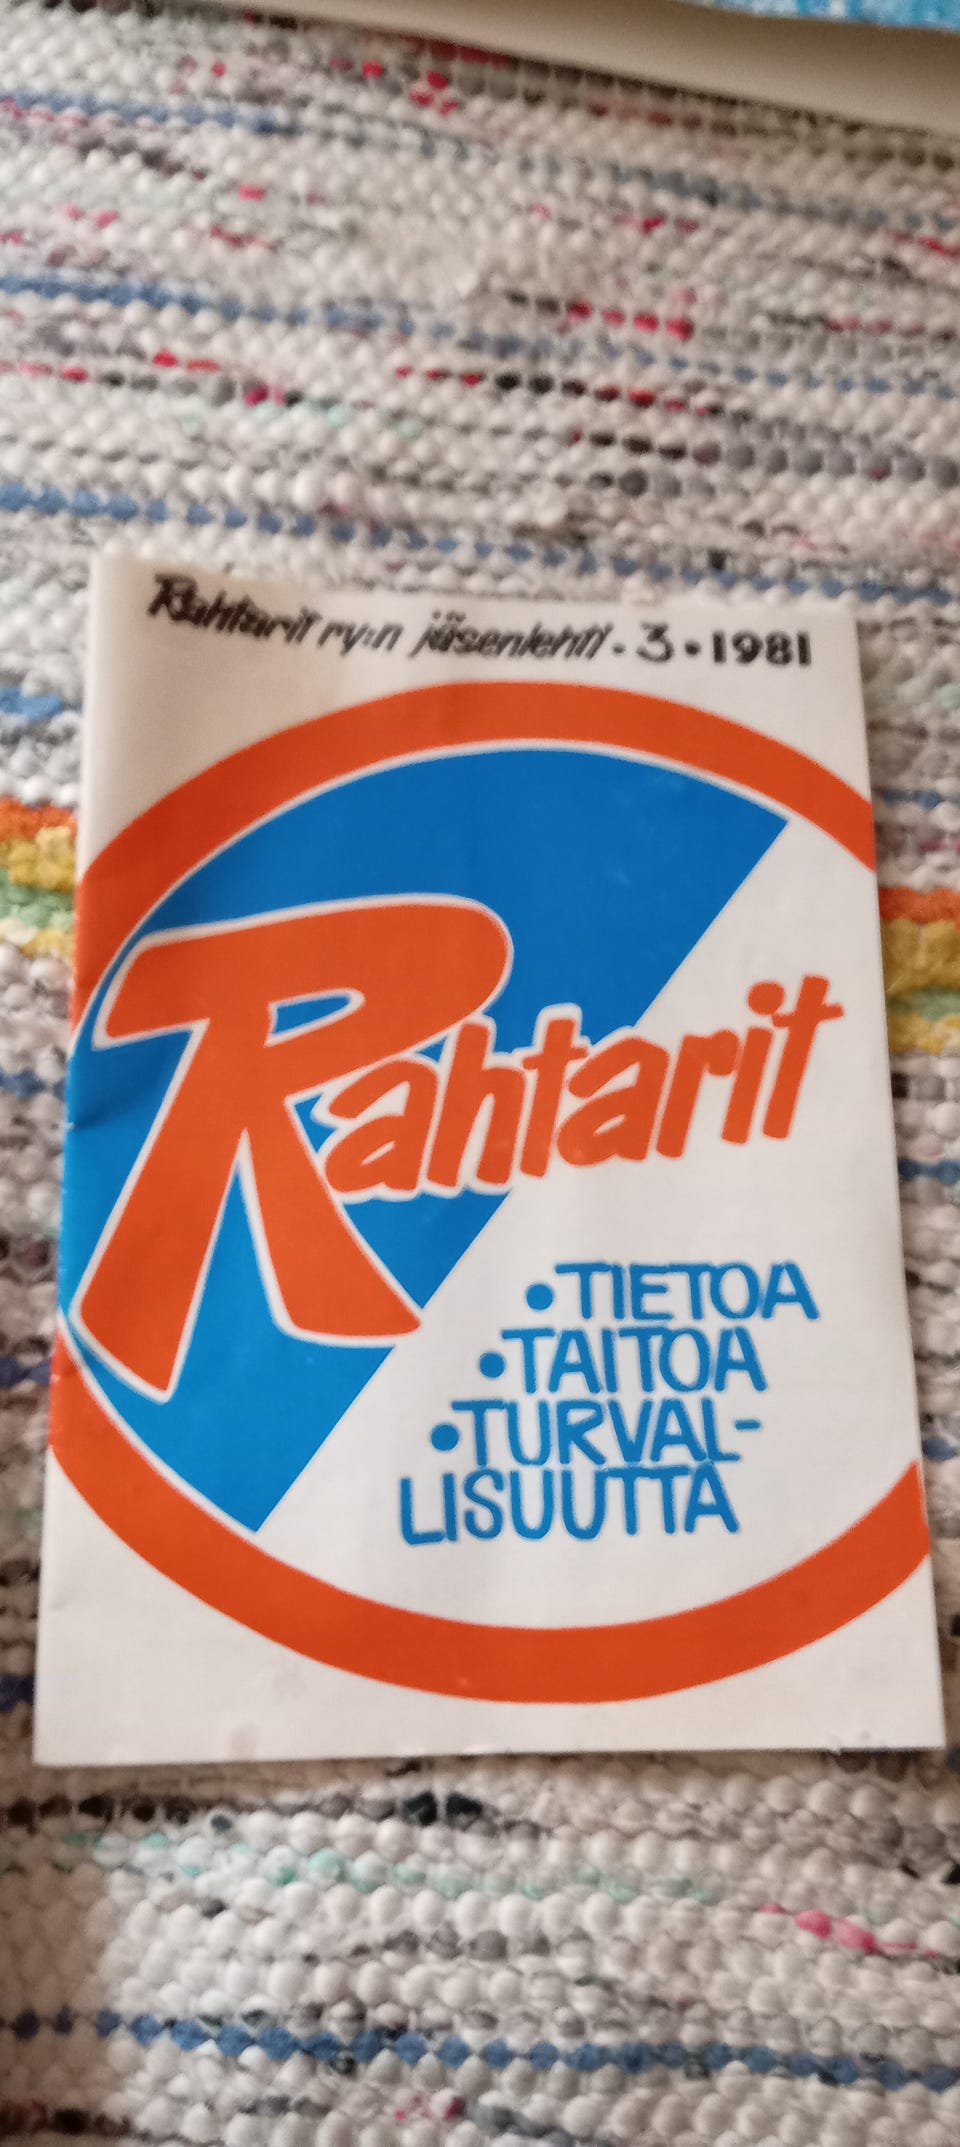 Rahtarit ry:n jäsenlehti • 3 • 1981
Rahtarit
• TIETOA
• TAITOA
• TURVAL-
LISUUTTA